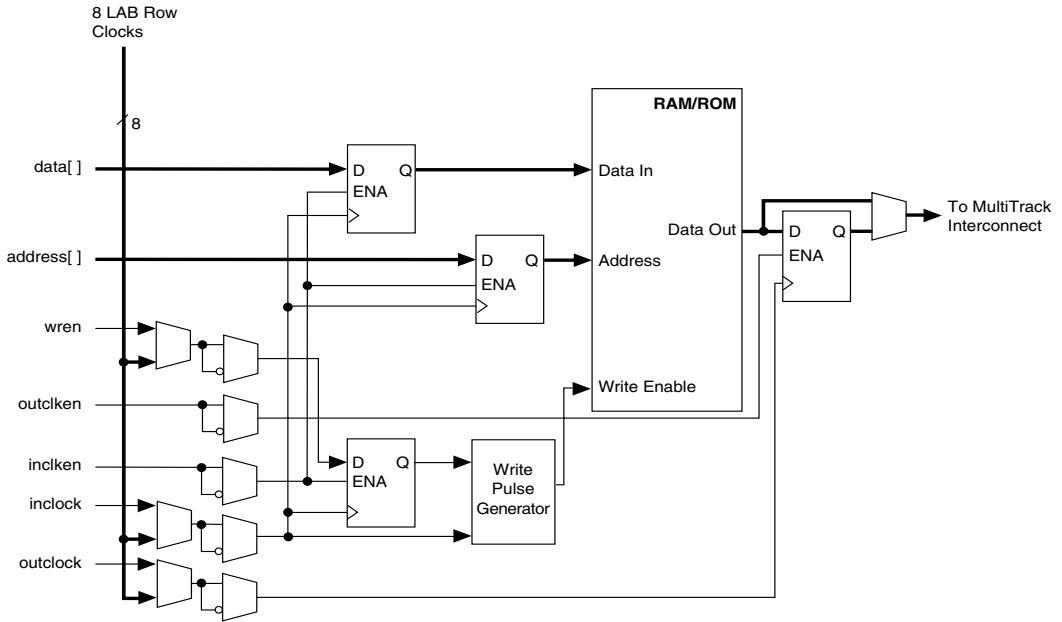 8 LAB Row
Clocks
8
RAM/ROM
data[ ]
D Q
ENA
Data In
address[ ]
D Q
ENA
Address
Data Out
D Q
ENA
To MultiTrack
Interconnect
wren
outclken
inclken
inclock
outclock
Write Enable
D Q
ENA
Write
Pulse
Generator